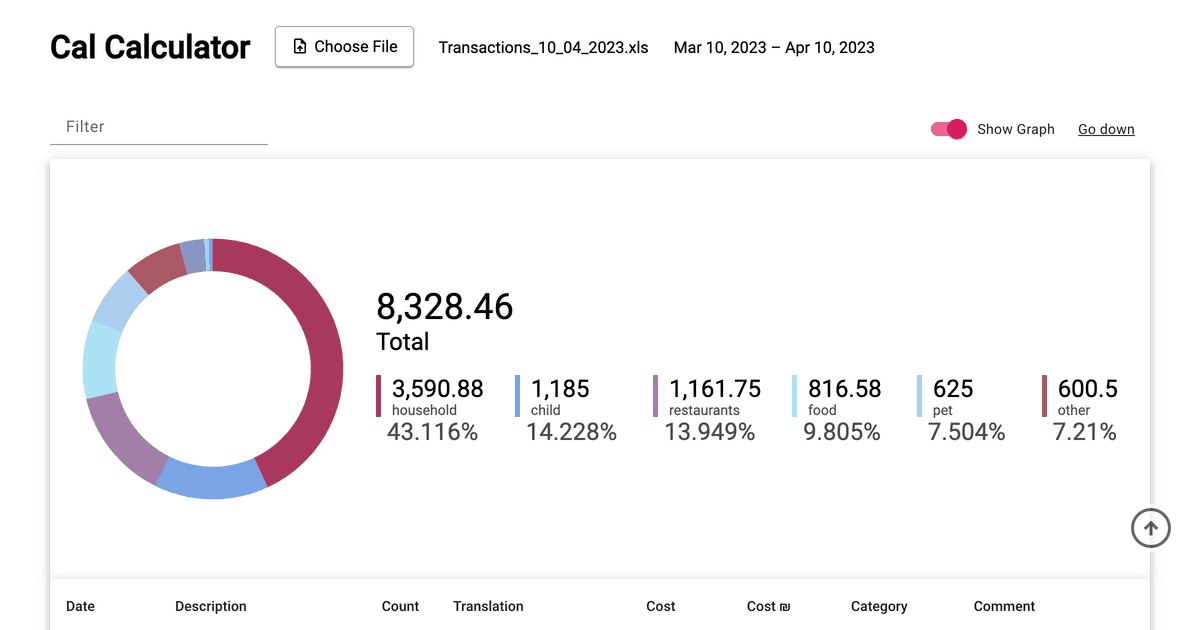 Cal Calculator
Choose File
Transactions_10_04_2023.xls
Mar 10, 2023 – Apr 10, 2023
Filter
Show Graph
Go down
8,328.46
Total
3,590.88
household
43.116%
1,185
child
14.228%
1,161.75
restaurants
13.949%
816.58
food
9.805%
625
pet
7.504%
600.5
other
7.21%
Date Description Count Translation Cost Cost ₪ Category Comment